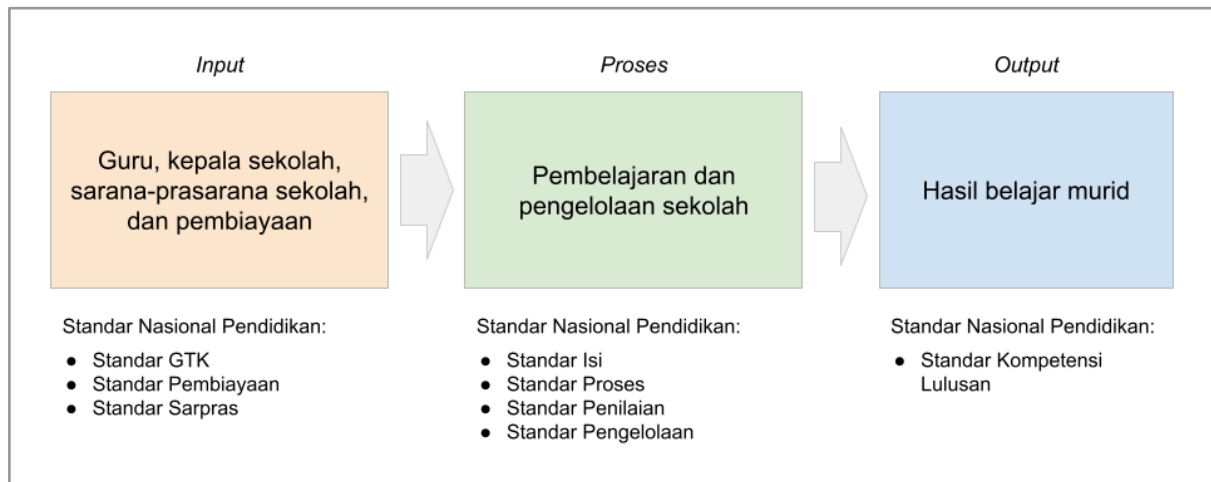 Input
Guru, kepala sekolah,
sarana-prasarana sekolah,
dan pembiayaan
Standar Nasional Pendidikan:
● Standar GTK
● Standar Pembiayaan
● Standar Sarpras
Proses
Pembelajaran dan
pengelolaan sekolah
Standar Nasional Pendidikan:
● Standar Isi
● Standar Proses
● Standar Penilaian
● Standar Pengelolaan
Output
Hasil belajar murid
Standar Nasional Pendidikan:
● Standar Kompetensi
Lulusan